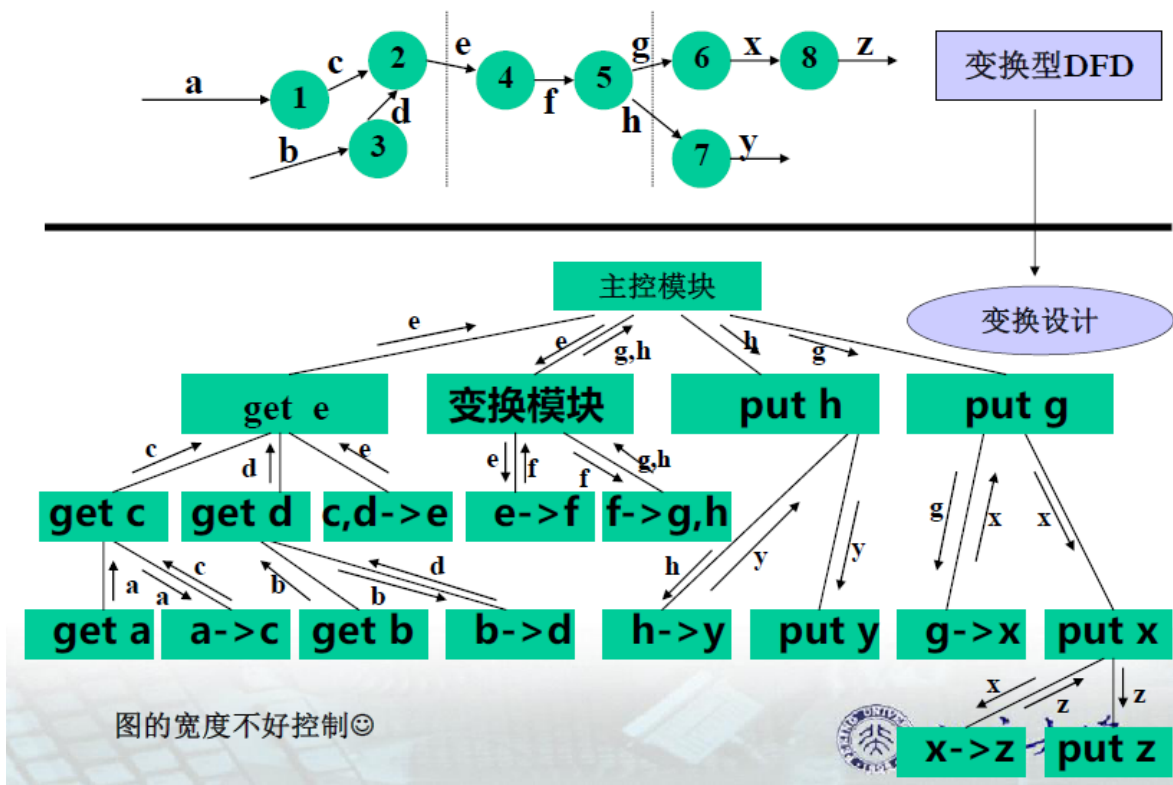 a
1
c
2
b
3
d
e
4
f
5
g
h
6
x
8
z
7
y
变换型DFD
主控模块
变换设计
e
e
g,h
h
g
get e
变换模块
put h
put g
c
d
e
e
f
f
g,h
get c
get d
c,d->e
e->f
f->g,h
a
a
c
b
b
d
h
y
y
g
x
x
get a
a->c
get b
b->d
h->y
put y
g->x
put x
x
z
z
图的宽度不好控制☺
x->z
put z